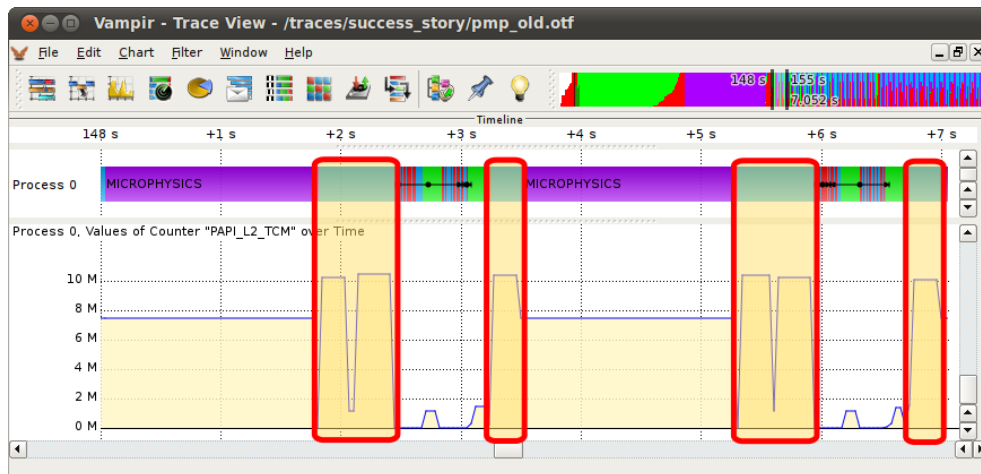 Vampir - Trace View - /traces/success_story/pmp_old.otf
File Edit Chart Filter Window Help
148 s 155 s
7.052 s
Timeline
148 s +1 s +2 s +3 s +4 s +5 s +6 s +7 s
Process 0 MICROPHYSICS MICROPHYSICS
Process 0, Values of Counter "PAPI_L2_TCM" over Time
10 M
8 M
6 M
4 M
2 M
0 M